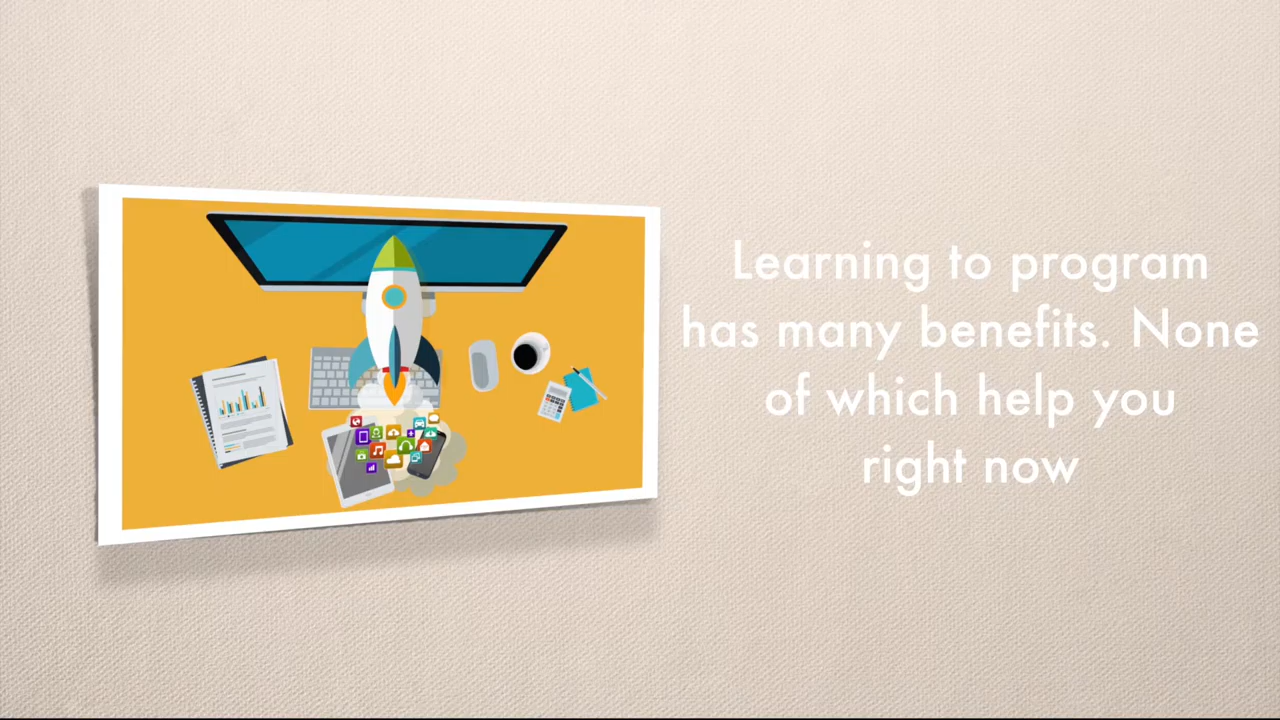 Learning to program
has many benefits. None
of which help you
right now